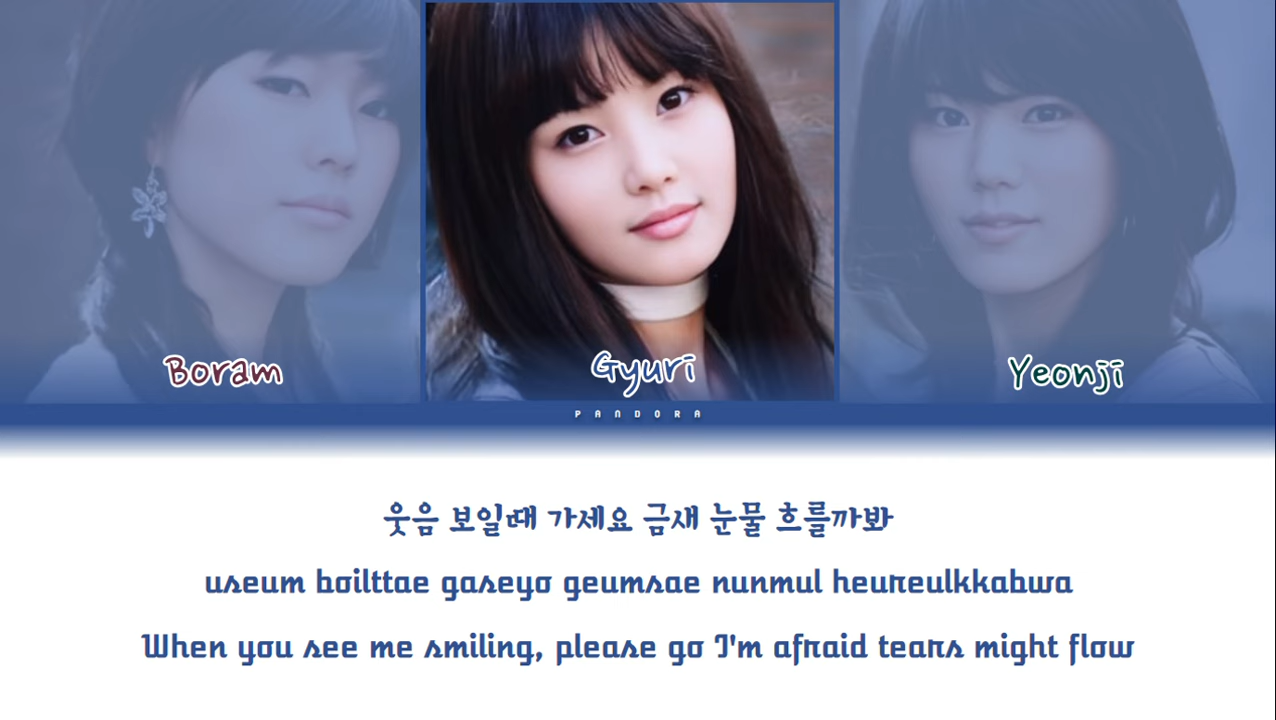 Boram
Gyuri
Yeonji
PANDORA
웃음 보일때 가세요 금새 눈물 흐를까봐
useum boilttae gaseyo geumsae nunmul heureulkkabwa
When you see me smiling, please go I'm afraid tears might flow